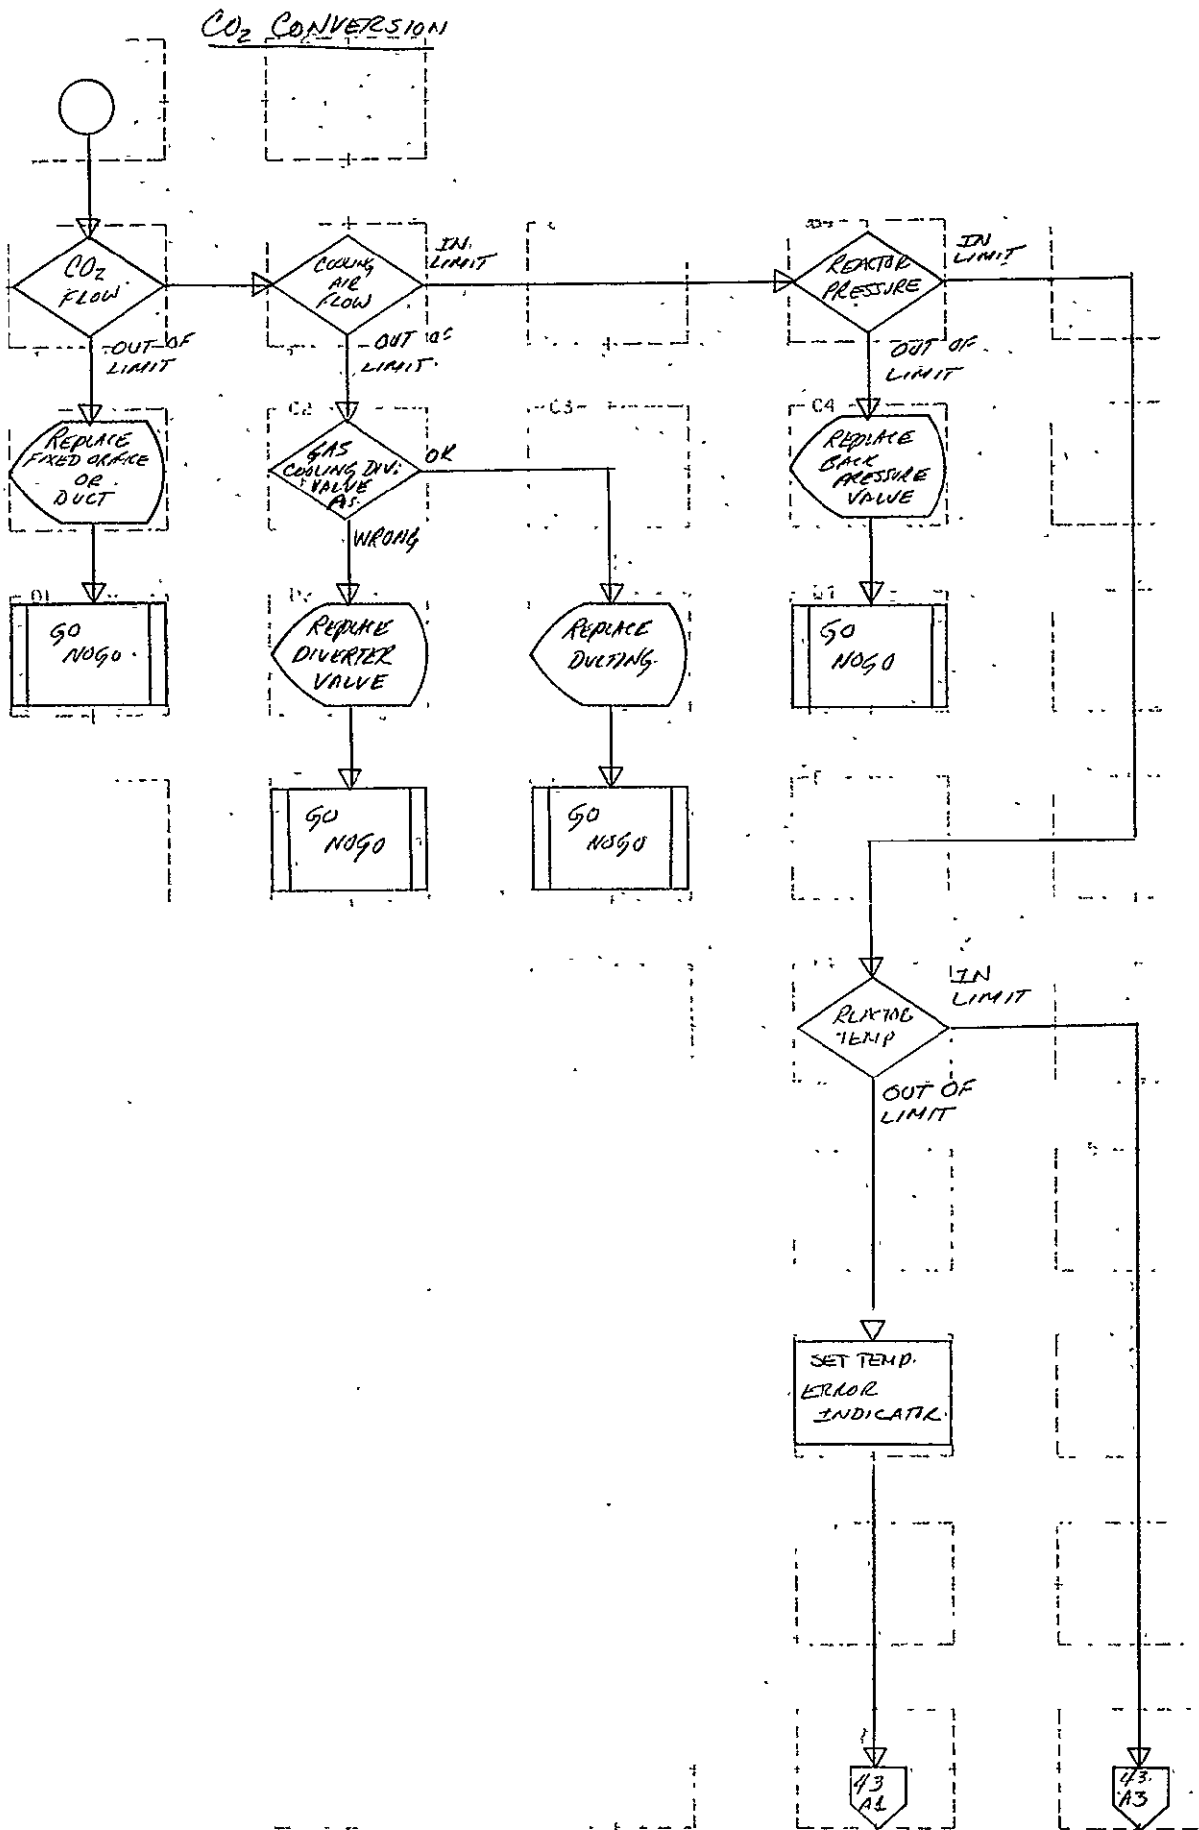 CO2 CONVERSION
CO2
FLOW
COOLING
AIR
FLOW
IN
LIMIT
REACTOR
PRESSURE
IN
LIMIT
OUT OF
LIMIT
OUT OF
LIMIT
OUT OF
LIMIT
REPLACE
FIXED ORIFICE
OR
DUCT
C2
GAS
COOLING DIV.
VALVE
POS.
OK
C3
C4
REPLACE
BACK
PRESSURE
VALVE
WRONG
D1
GO
NOGO
REPLACE
DIVERTER
VALVE
REPLACE
DUCTING
GO
NOGO
GO
NOGO
GO
NOGO
TEMP
IN
LIMIT
OUT OF
LIMIT
SET TEMP.
ERROR
INDICATOR
43
A1
43
A3